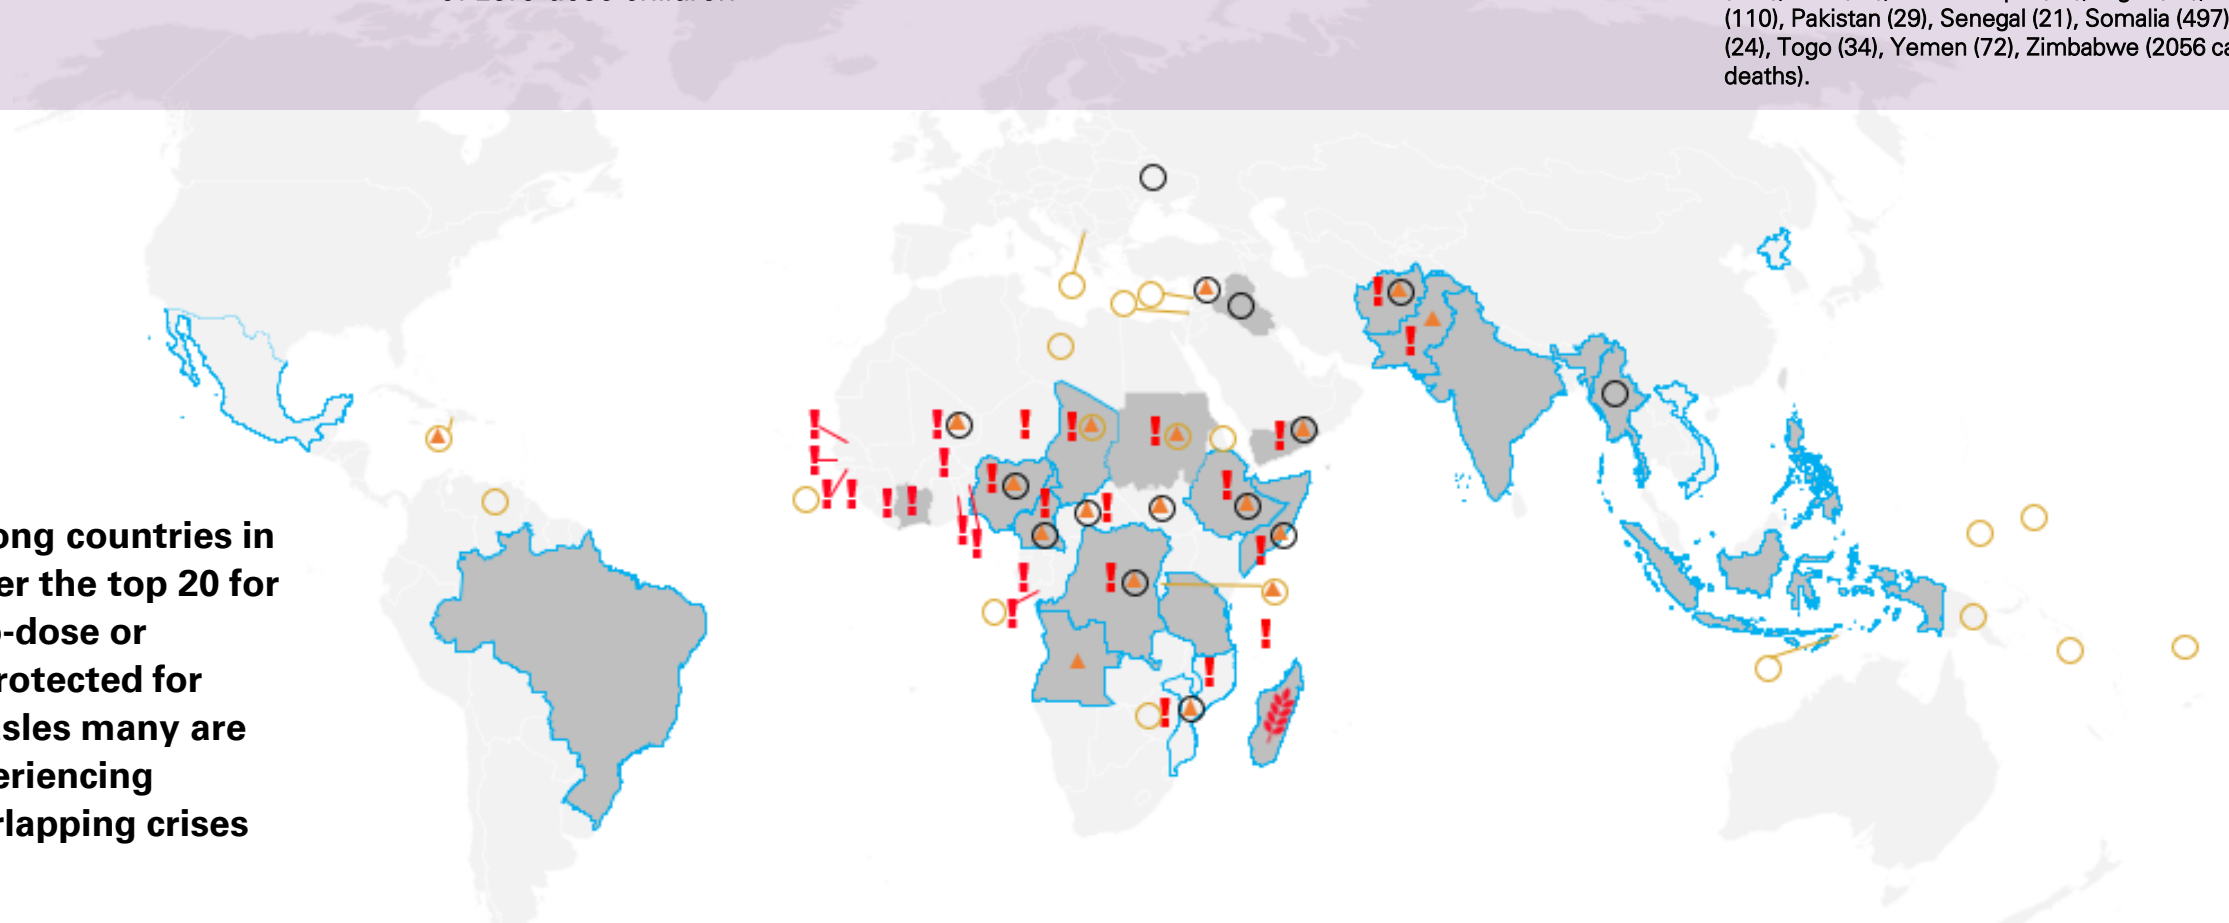 (110), Pakistan (29), Senegal (21), Somalia (497)
(24), Togo (34), Yemen (72), Zimbabwe (2056 ca
deaths).
ong countries in
er the top 20 for
-dose or
rotected for
sles many are
eriencing
rlapping crises